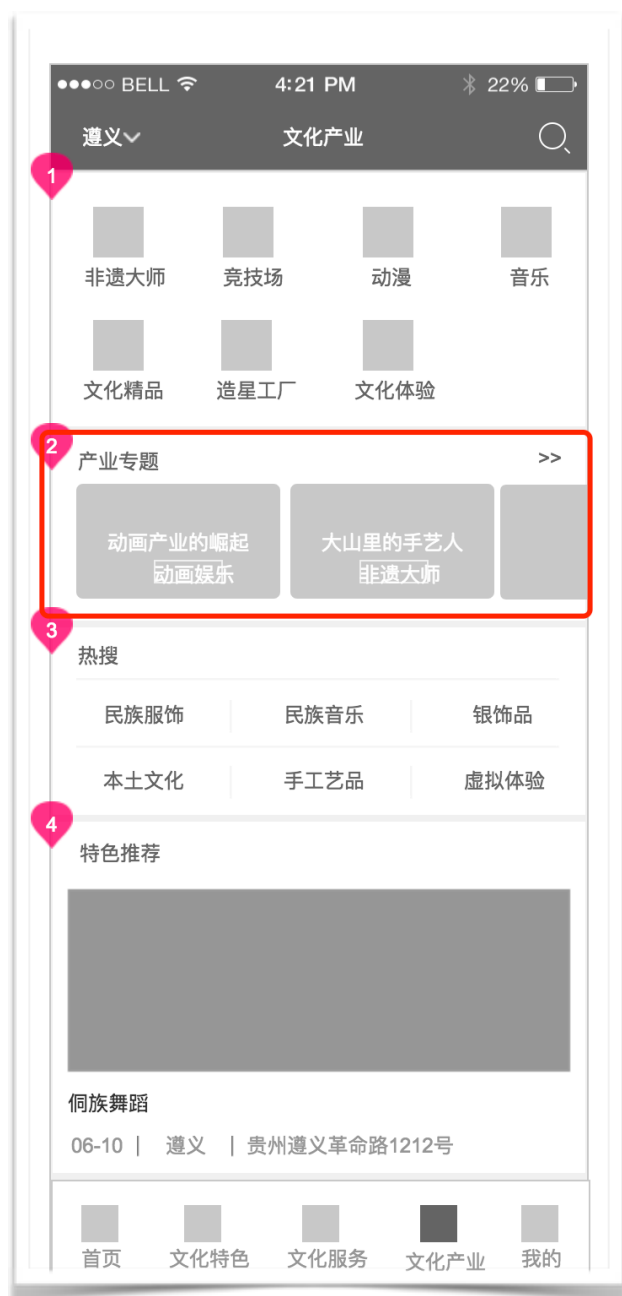 BELL 4:21 PM 22%
遵义 文化产业
1
非遗大师 竞技场 动漫 音乐
文化精品 造星工厂 文化体验
2
产业专题 >>
动画产业的崛起 大山里的手艺人
动画娱乐 非遗大师
3
热搜
民族服饰 民族音乐 银饰品
本土文化 手工艺品 虚拟体验
4
特色推荐
侗族舞蹈
06-10 | 遵义 | 贵州遵义革命路1212号
首页 文化特色 文化服务 文化产业 我的